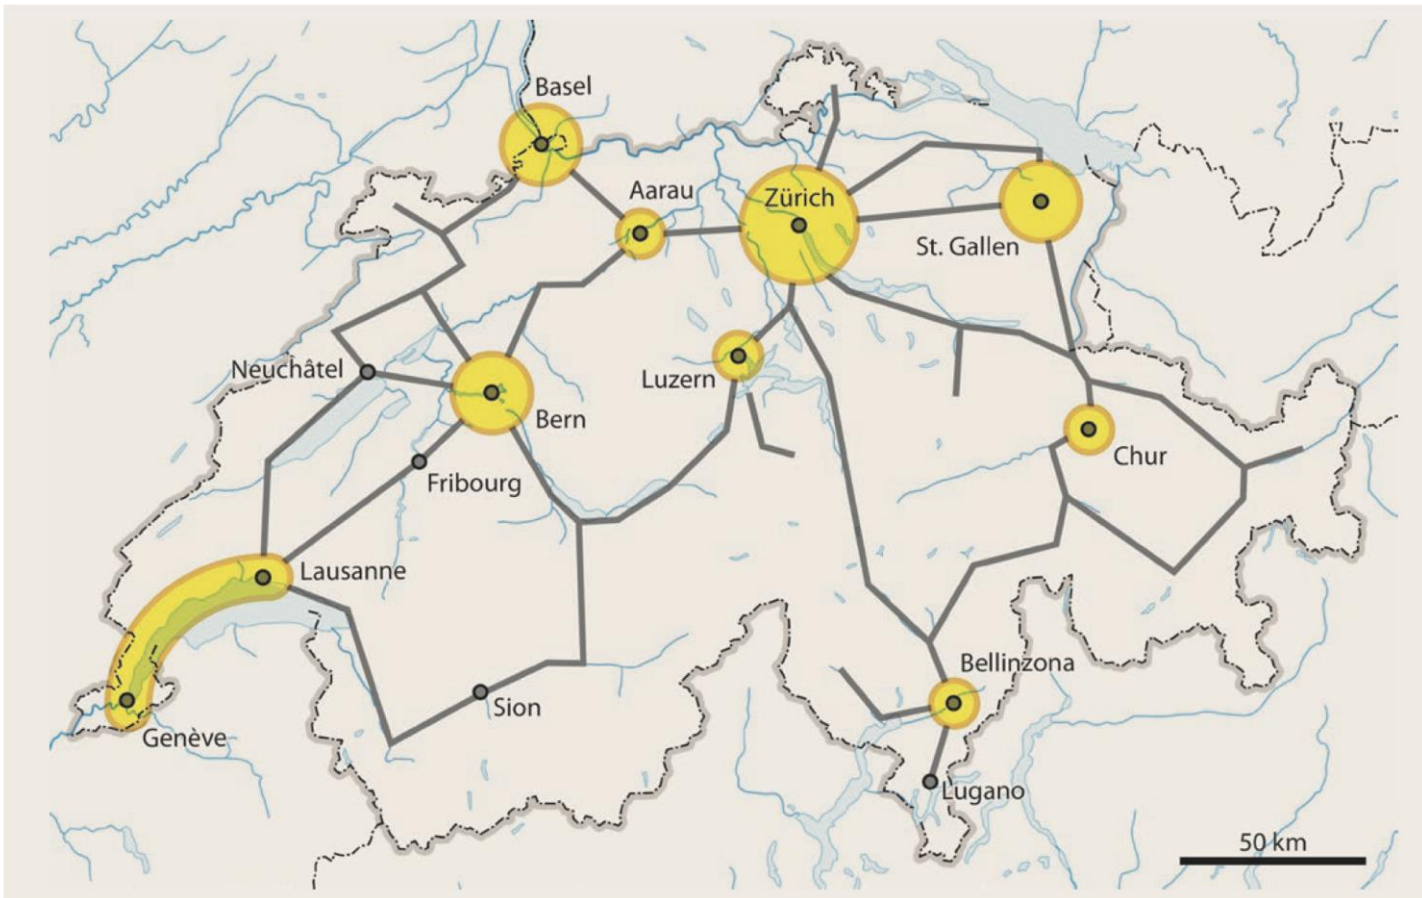 Basel
Aarau
Zürich
St. Gallen
Neuchâtel
Luzern
Bern
Chur
Fribourg
Lausanne
Bellinzona
Sion
Genève
Lugano
50 km